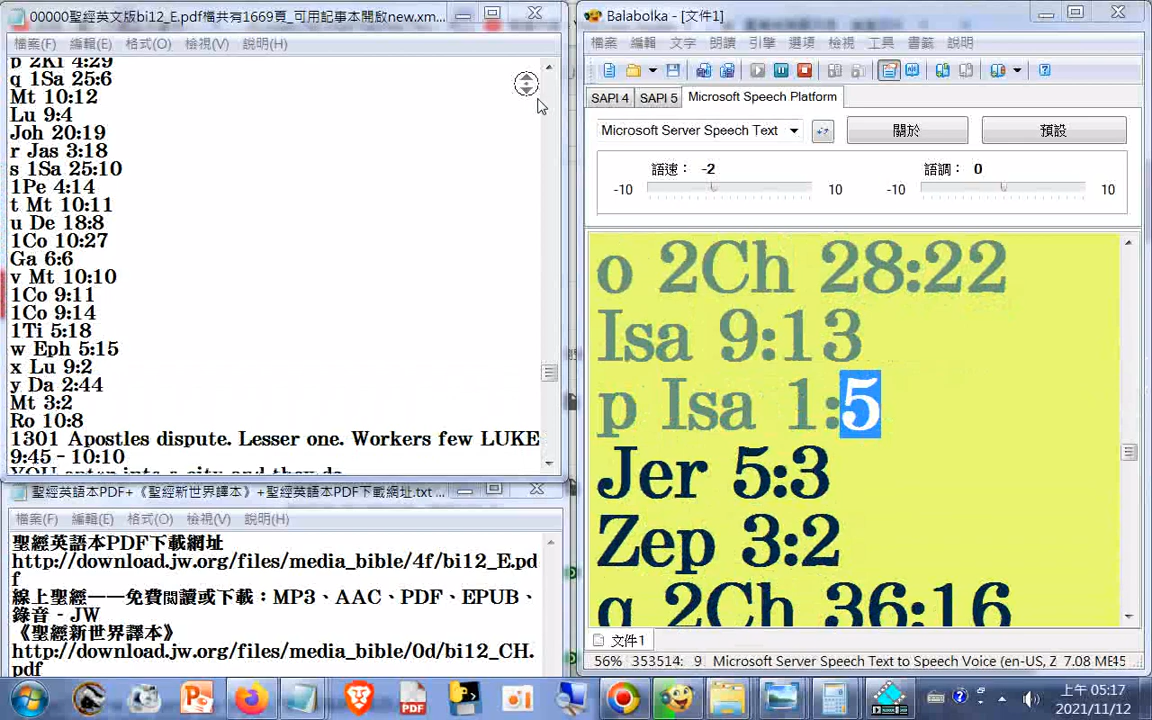 00000聖經英文版bi12_E.pdf檔共有1669頁_可用記事本開啟new.xm...
檔案(F) 編輯(E) 格式(O) 檢視(V) 說明(H)
p 2Ki 4:29
q 1Sa 25:6
Mt 10:12
Lu 9:4
Joh 20:19
r Jas 3:18
s 1Sa 25:10
1Pe 4:14
t Mt 10:11
u De 18:8
1Co 10:27
Ga 6:6
v Mt 10:10
1Co 9:11
1Co 9:14
1Ti 5:18
w Eph 5:15
x Lu 9:2
y Da 2:44
Mt 3:2
Ro 10:8
1301 Apostles dispute. Lesser one. Workers few LUKE
9:45–10:10
YOU enter into a city and they do
聖經英語本PDF+《聖經新世界譯本》+聖經英語本PDF下載網址.txt ...
檔案(F) 編輯(E) 格式(O) 檢視(V) 說明(H)
聖經英語本PDF下載網址
http://download.jw.org/files/media_bible/4f/bi12_E.pd
f
線上聖經——免費閱讀或下載：MP3、AAC、PDF、EPUB、
錄音 - JW
《聖經新世界譯本》
http://download.jw.org/files/media_bible/0d/bi12_CH.
pdf
Balabolka - [文件1]
檔案 編輯 文字 朗讀 引擎 選項 檢視 工具 書籤 說明
SAPI 4 SAPI 5 Microsoft Speech Platform
Microsoft Server Speech Text 關於 預設
語速： -2 語調： 0
-10 10 -10 10
o 2Ch 28:22
Isa 9:13
p Isa 1:5
Jer 5:3
Zep 3:2
q 2Ch 36:16
文件1
56% 353514: 9 Microsoft Server Speech Text to Speech Voice (en-US, Z 7.08 MB
上午 05:17
2021/11/12